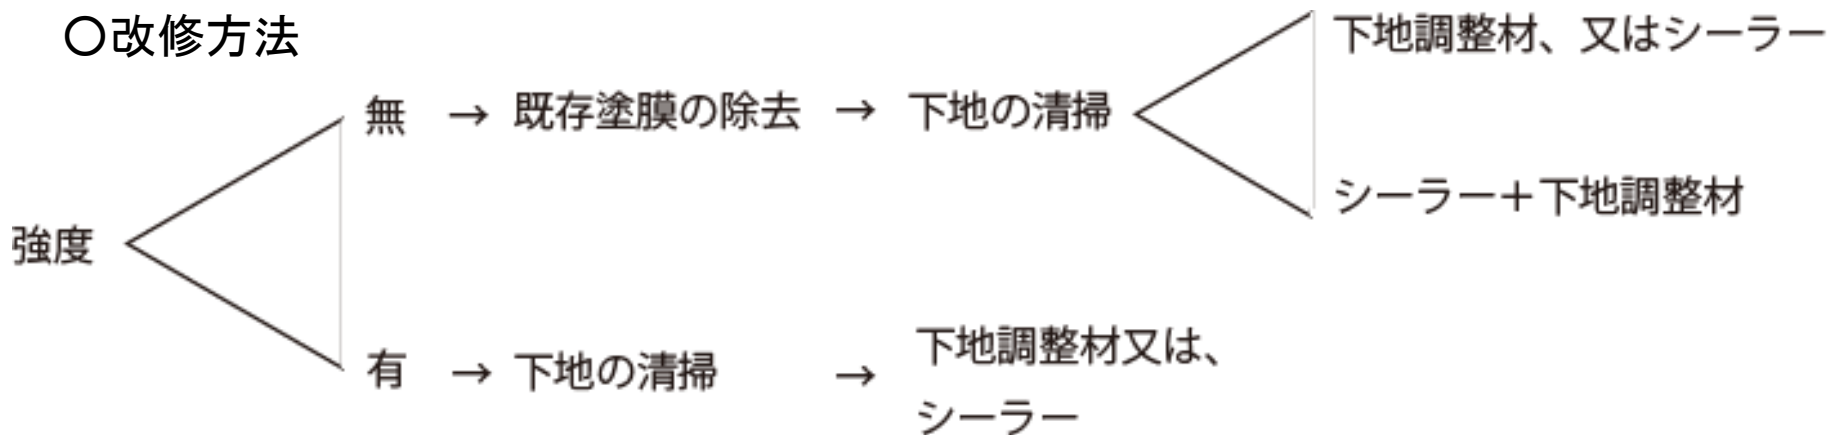 〇改修方法
下地調整材、又はシーラー
無 → 既存塗膜の除去 → 下地の清掃
シーラー＋下地調整材
強度
有 → 下地の清掃 → 下地調整材又は、
シーラー